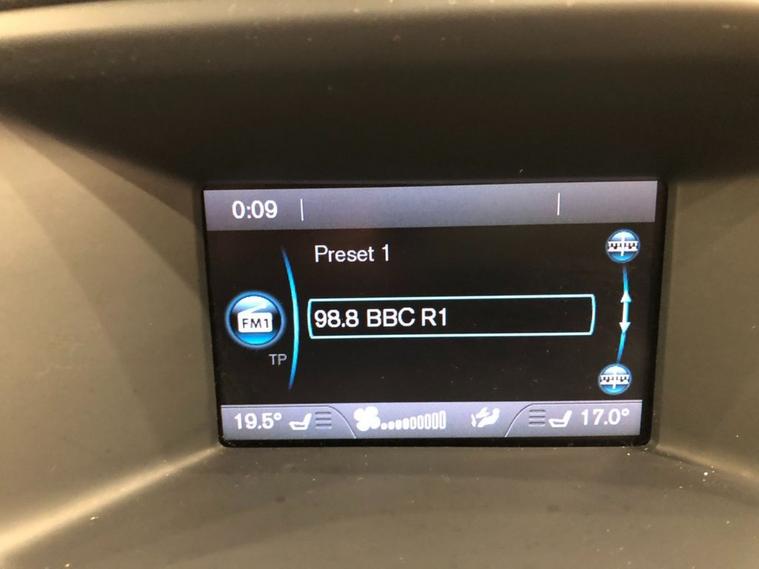 0:09
Preset 1
FM1
98.8 BBC R1
TP
19.5° 17.0°